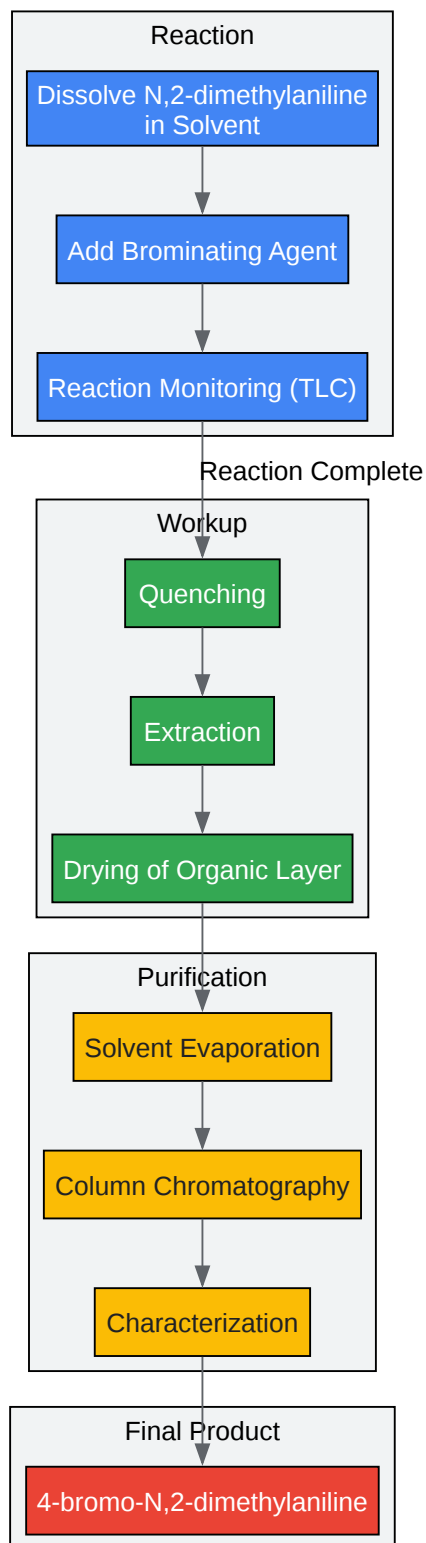 Reaction
Dissolve N,2-dimethylaniline
in Solvent
Add Brominating Agent
Reaction Monitoring (TLC)
Reaction Complete
Workup
Quenching
Extraction
Drying of Organic Layer
Purification
Solvent Evaporation
Column Chromatography
Characterization
Final Product
4-bromo-N,2-dimethylaniline